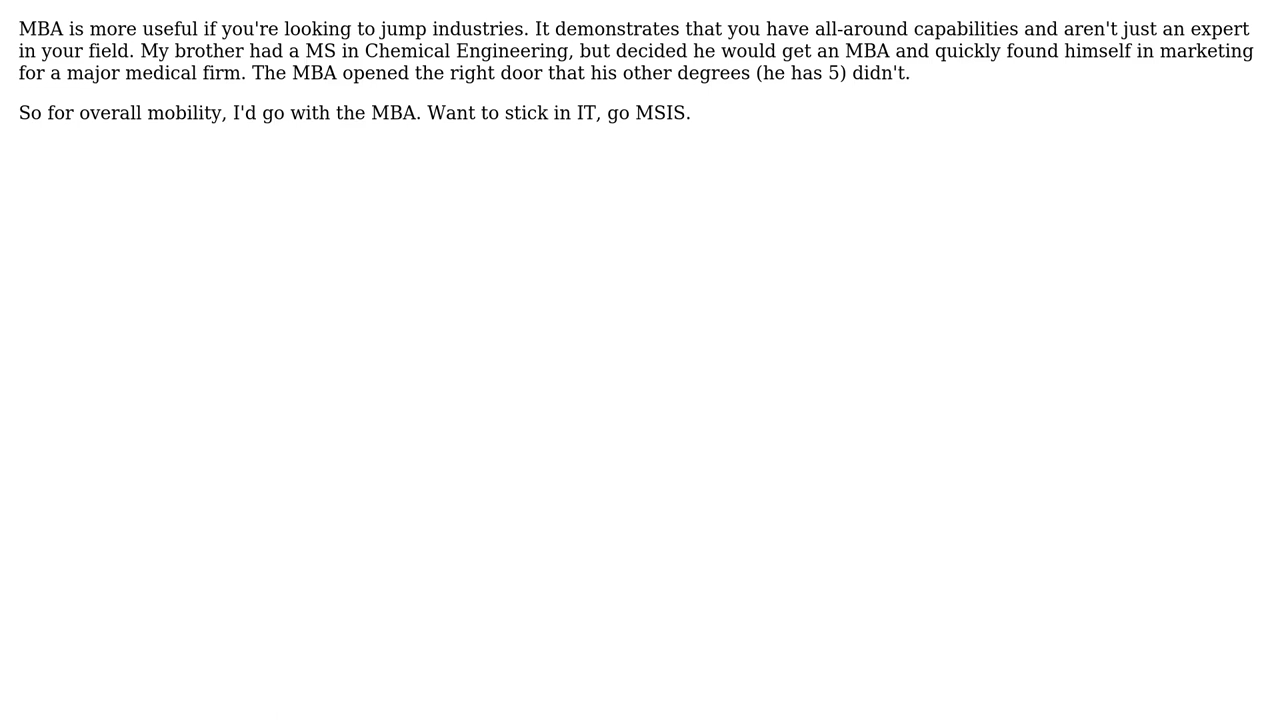 MBA is more useful if you're looking to jump industries. It demonstrates that you have all-around capabilities and aren't just an expert
in your field. My brother had a MS in Chemical Engineering, but decided he would get an MBA and quickly found himself in marketing
for a major medical firm. The MBA opened the right door that his other degrees (he has 5) didn't.
So for overall mobility, I'd go with the MBA. Want to stick in IT, go MSIS.